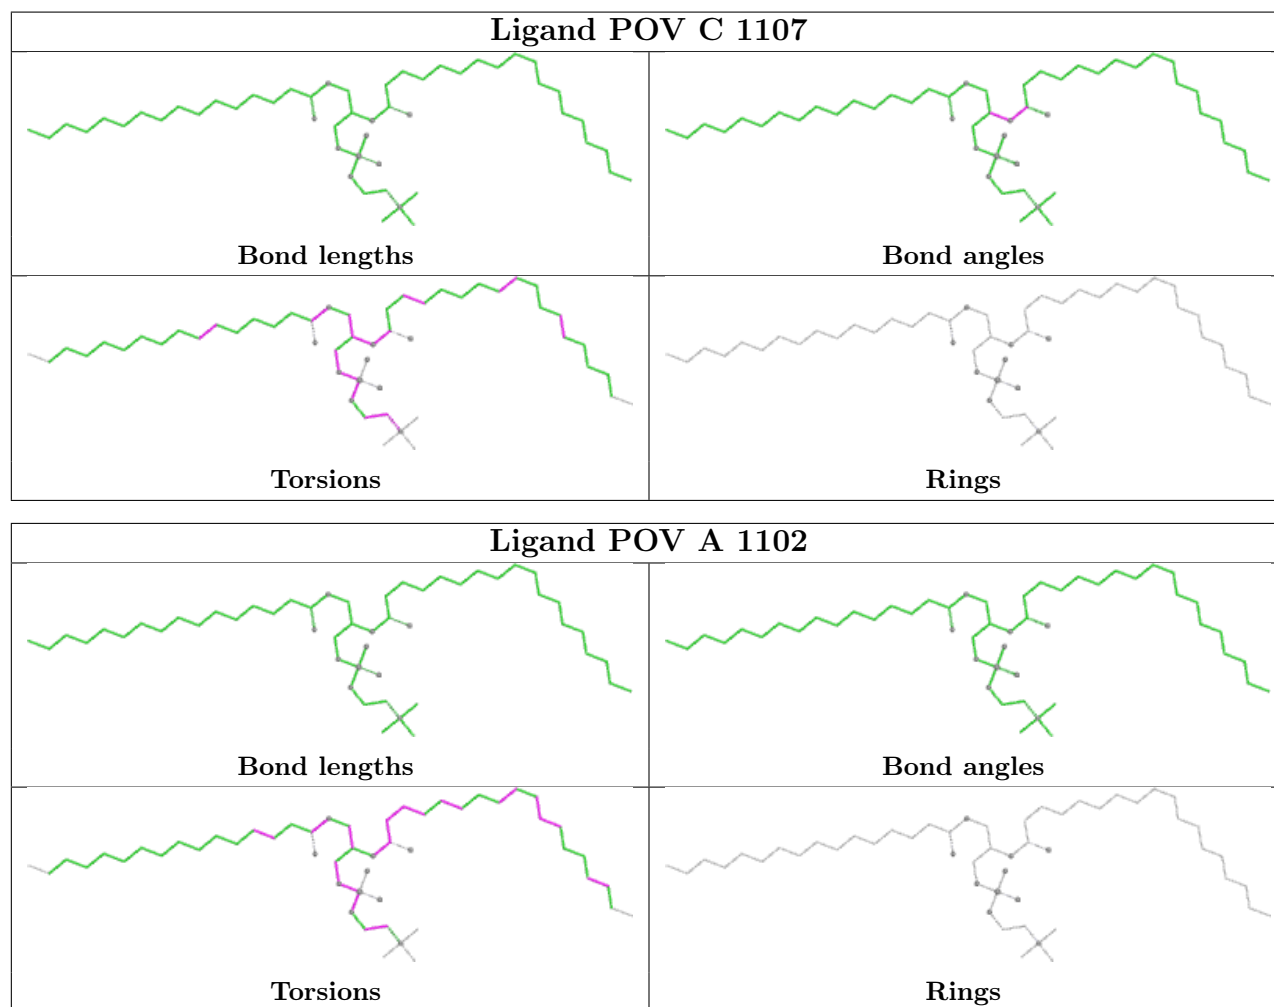 Ligand POV C 1107
Bond lengths
Bond angles
Torsions
Rings
Ligand POV A 1102
Bond lengths
Bond angles
Torsions
Rings